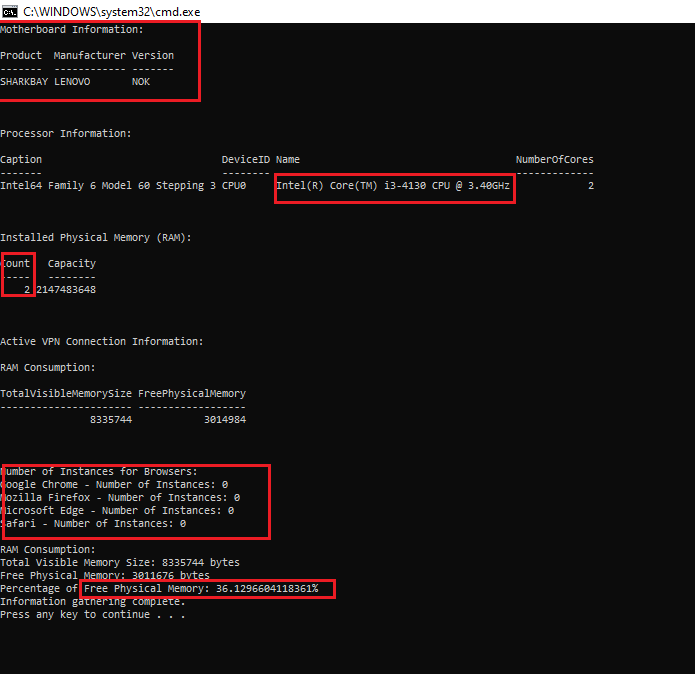 C:\WINDOWS\system32\cmd.exe
Motherboard Information:
Product  Manufacturer Version
-------  ------------ -------
SHARKBAY LENOVO       NOK
Processor Information:
Caption                              DeviceID Name                                     NumberOfCores
-------                              -------- ----                                     -------------
Intel64 Family 6 Model 60 Stepping 3 CPU0     Intel(R) Core(TM) i3-4130 CPU @ 3.40GHz             2
Installed Physical Memory (RAM):
Count   Capacity
-----   --------
    2 2147483648
Active VPN Connection Information:
RAM Consumption:
TotalVisibleMemorySize FreePhysicalMemory
---------------------- ------------------
               8335744            3014984
Number of Instances for Browsers:
Google Chrome - Number of Instances: 0
Mozilla Firefox - Number of Instances: 0
Microsoft Edge - Number of Instances: 0
Safari - Number of Instances: 0
RAM Consumption:
Total Visible Memory Size: 8335744 bytes
Free Physical Memory: 3011676 bytes
Percentage of Free Physical Memory: 36.1296604118361%
Information gathering complete.
Press any key to continue . . .